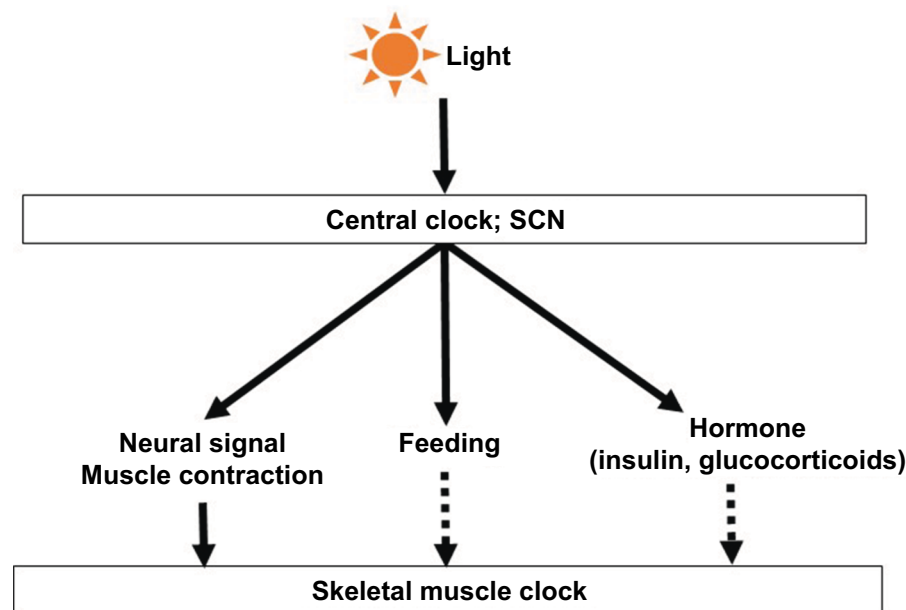 Light
Central clock; SCN
Neural signal
Muscle contraction
Feeding
Hormone
(insulin, glucocorticoids)
Skeletal muscle clock